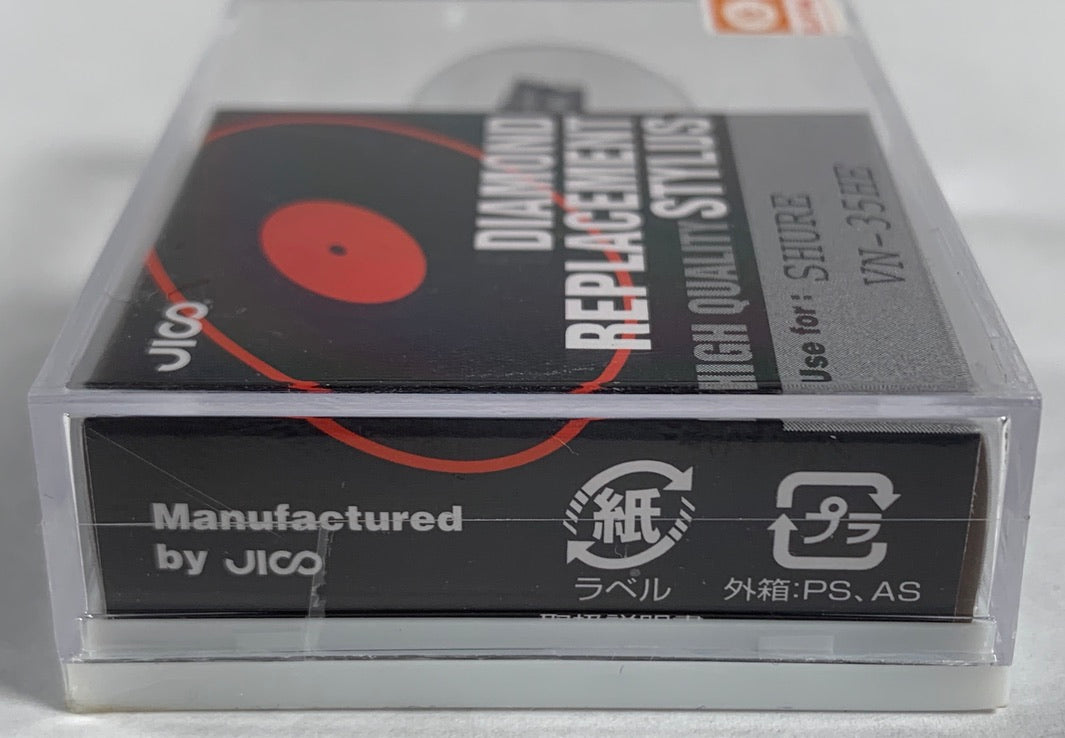 DIAMOND
REPLACEMENT
HIGH QUALITY STYLUS
Use for: SHURE
VN-35HE
JICO
Manufactured
by JICO
紙
ラベル
プラ
外箱:PS、AS